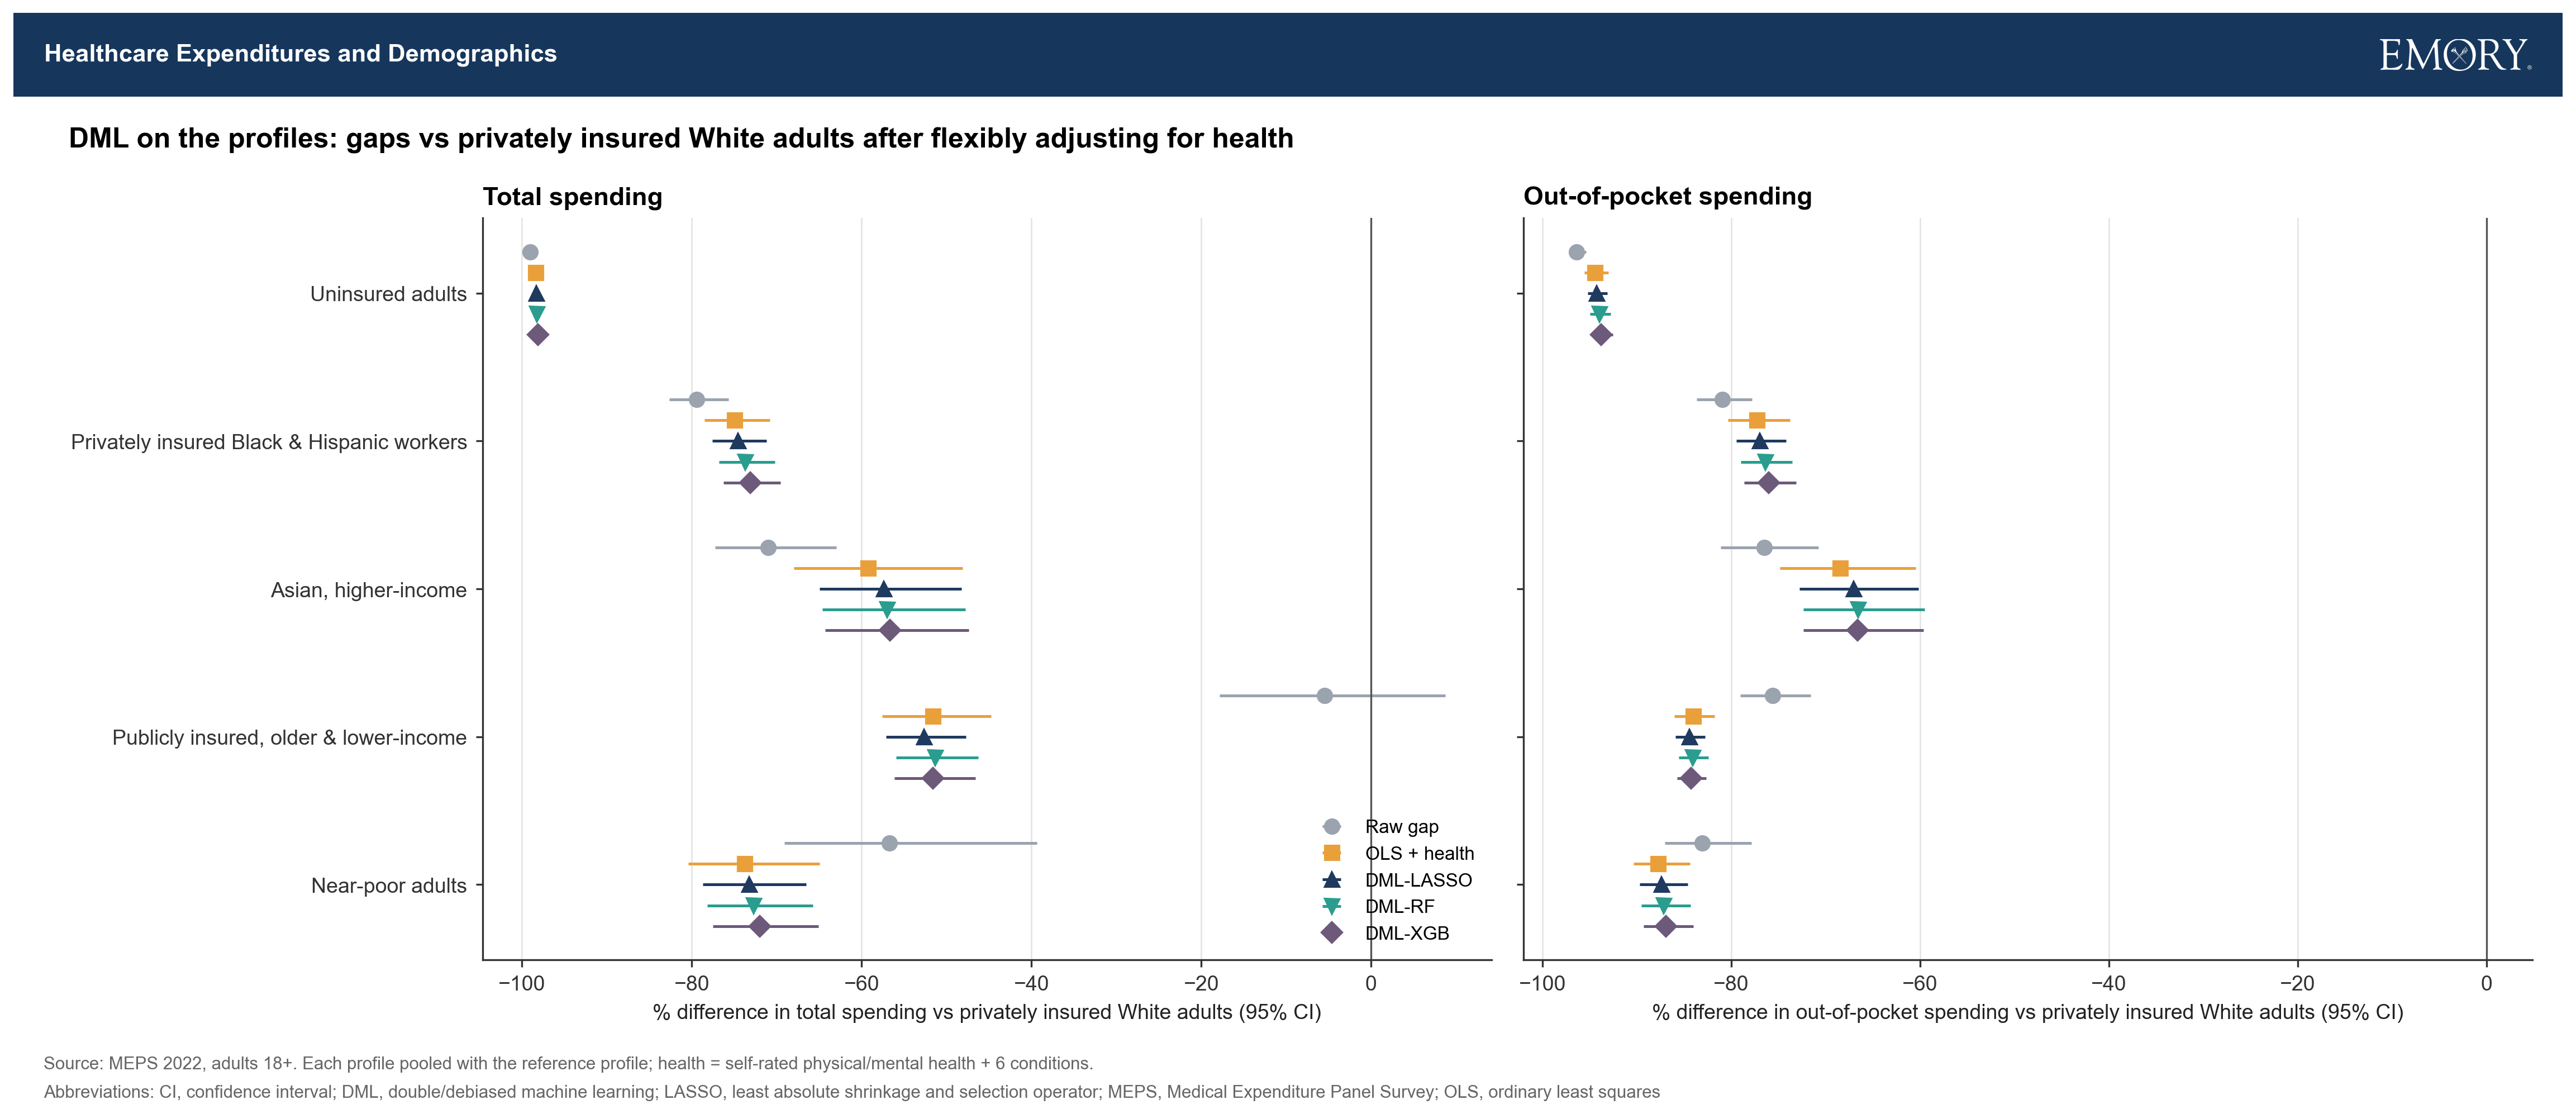 Healthcare Expenditures and Demographics
EMORY®
DML on the profiles: gaps vs privately insured White adults after flexibly adjusting for health
Total spending
Out-of-pocket spending
Uninsured adults
Privately insured Black & Hispanic workers
Asian, higher-income
Publicly insured, older & lower-income
Near-poor adults
Raw gap
OLS + health
DML-LASSO
DML-RF
DML-XGB
−100 −80 −60 −40 −20 0
−100 −80 −60 −40 −20 0
% difference in total spending vs privately insured White adults (95% CI)
% difference in out-of-pocket spending vs privately insured White adults (95% CI)
Source: MEPS 2022, adults 18+. Each profile pooled with the reference profile; health = self-rated physical/mental health + 6 conditions.
Abbreviations: CI, confidence interval; DML, double/debiased machine learning; LASSO, least absolute shrinkage and selection operator; MEPS, Medical Expenditure Panel Survey; OLS, ordinary least squares